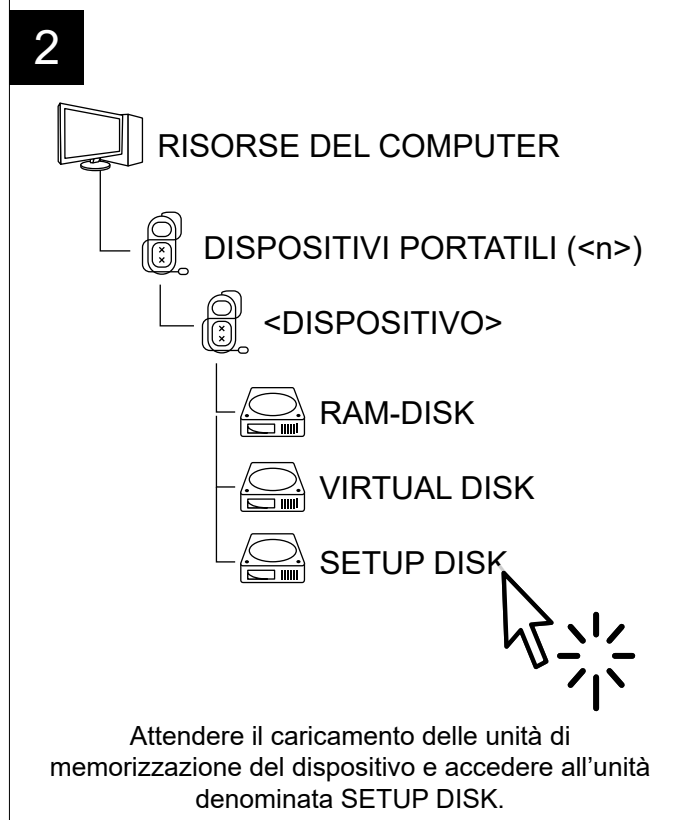 2
RISORSE DEL COMPUTER
DISPOSITIVI PORTATILI (<n>)
<DISPOSITIVO>
RAM-DISK
VIRTUAL DISK
SETUP DISK
Attendere il caricamento delle unità di
memorizzazione del dispositivo e accedere all’unità
denominata SETUP DISK.